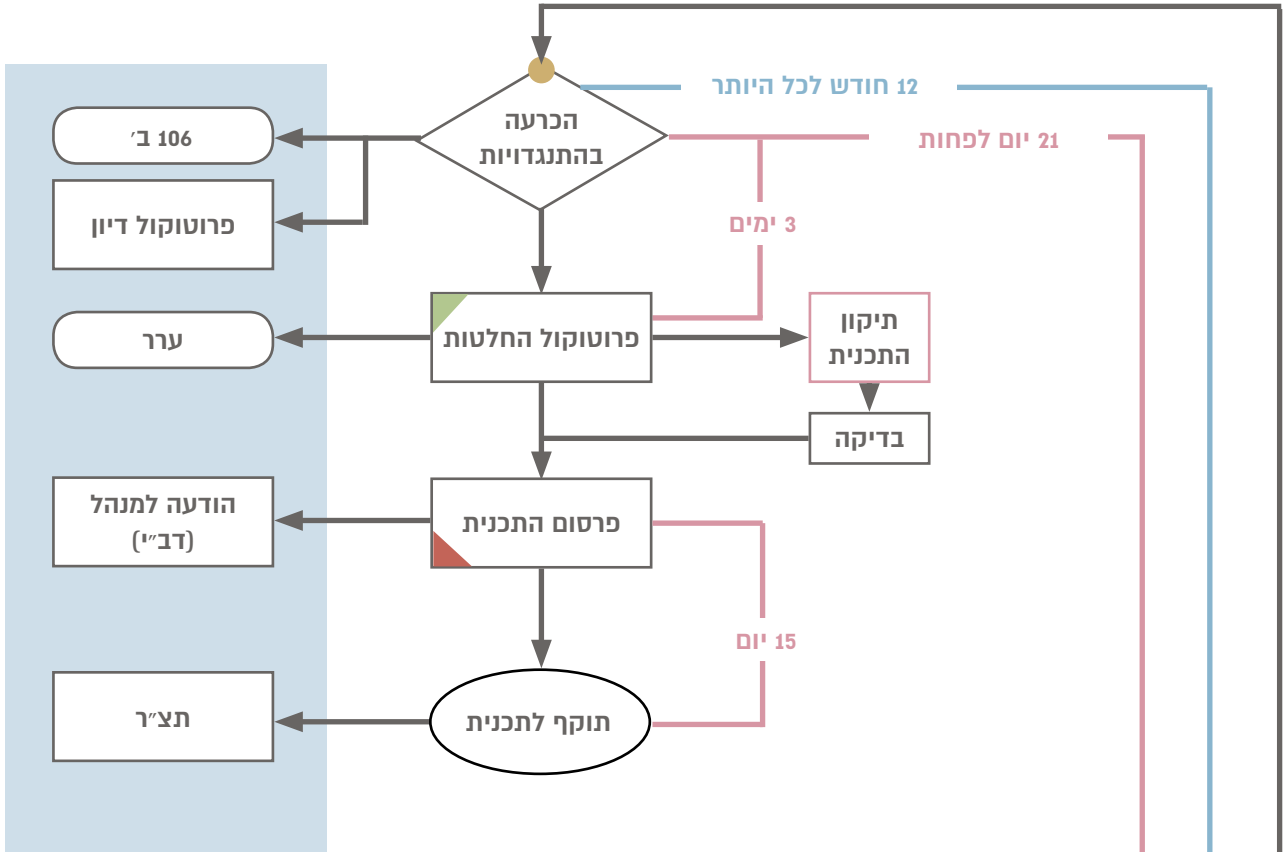 12 חודש לכל היותר
הכרעה
בהתנגדויות
106 ב׳
21 יום לפחות
פרוטוקול דיון
3 ימים
תיקון
התכנית
פרוטוקול החלטות
ערר
בדיקה
פרסום התכנית
הודעה למנהל
(דב״י)
15 יום
תוקף לתכנית
תצ״ר